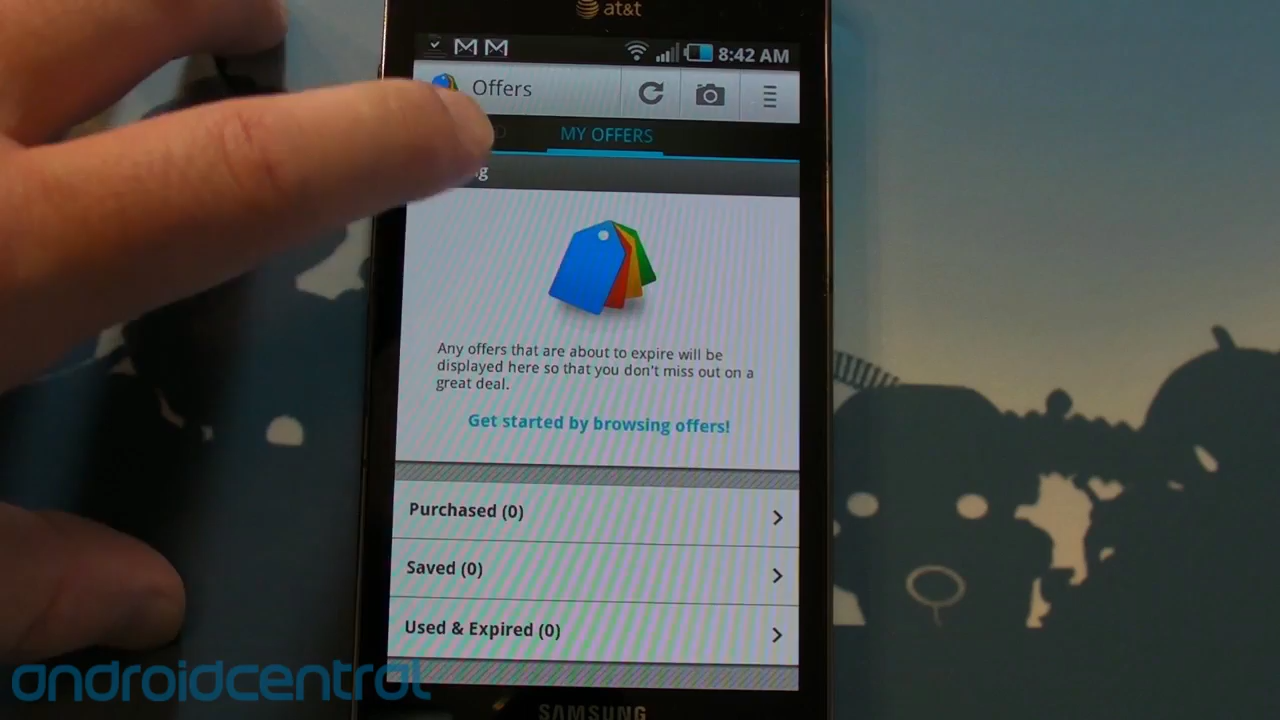 at&t
8:42 AM
Offers
MY OFFERS
Any offers that are about to expire will be
displayed here so that you don't miss out on a
great deal.
Get started by browsing offers!
Purchased (0)
Saved (0)
Used & Expired (0)
androidcentral
SAMSUNG